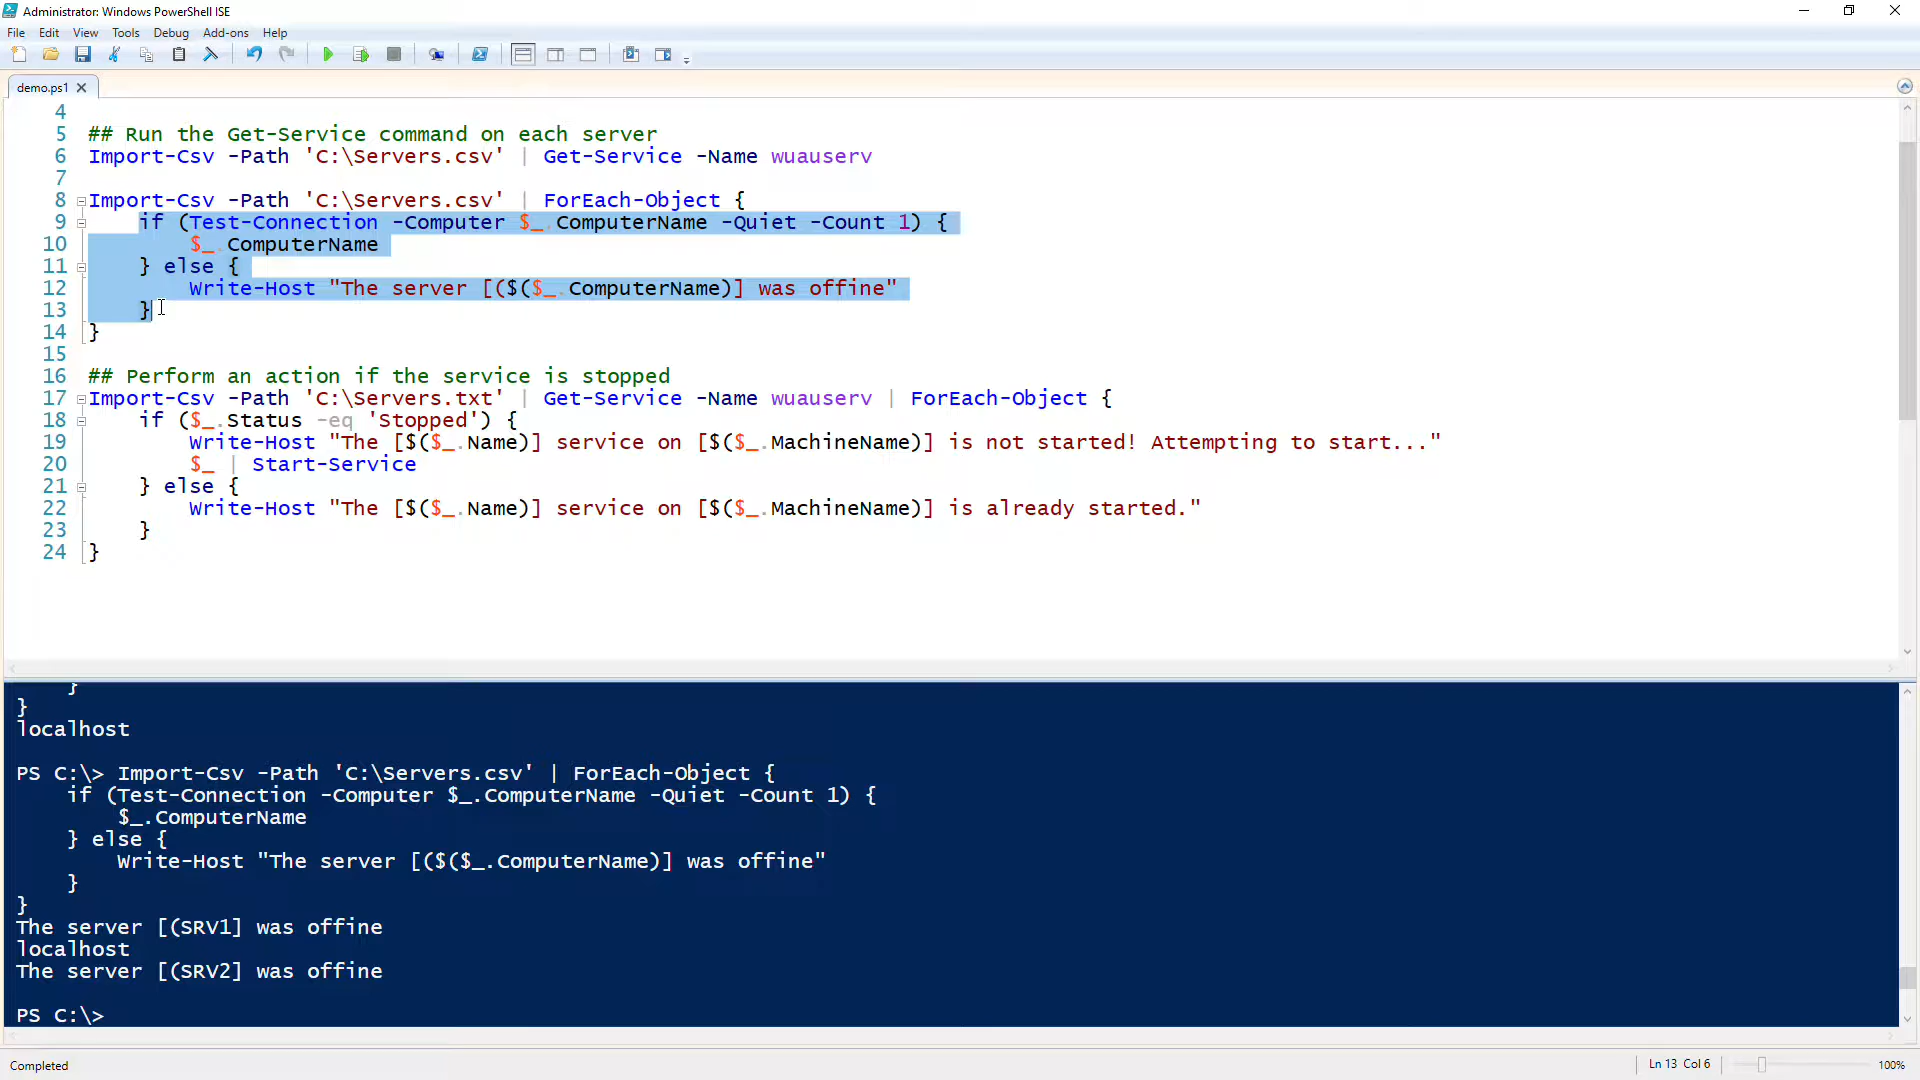 Administrator: Windows PowerShell ISE
File Edit View Tools Debug Add-ons Help
demo.ps1
4
5 ## Run the Get-Service command on each server
6 Import-Csv -Path 'C:\Servers.csv' | Get-Service -Name wuauserv
7
8 Import-Csv -Path 'C:\Servers.csv' | ForEach-Object {
9 if (Test-Connection -Computer $_.ComputerName -Quiet -Count 1) {
10 $_.ComputerName
11 } else {
12 Write-Host "The server [($($_.ComputerName)] was offine"
13 }
14 }
15
16 ## Perform an action if the service is stopped
17 Import-Csv -Path 'C:\Servers.txt' | Get-Service -Name wuauserv | ForEach-Object {
18 if ($_.Status -eq 'Stopped') {
19 Write-Host "The [$($_.Name)] service on [$($_.MachineName)] is not started! Attempting to start..."
20 $_ | Start-Service
21 } else {
22 Write-Host "The [$($_.Name)] service on [$($_.MachineName)] is already started."
23 }
24 }
}
}
localhost
PS C:\> Import-Csv -Path 'C:\Servers.csv' | ForEach-Object {
if (Test-Connection -Computer $_.ComputerName -Quiet -Count 1) {
$_.ComputerName
} else {
Write-Host "The server [($($_.ComputerName)] was offine"
}
}
The server [(SRV1] was offine
localhost
The server [(SRV2] was offine
PS C:\>
Completed
Ln 13 Col 6
100%